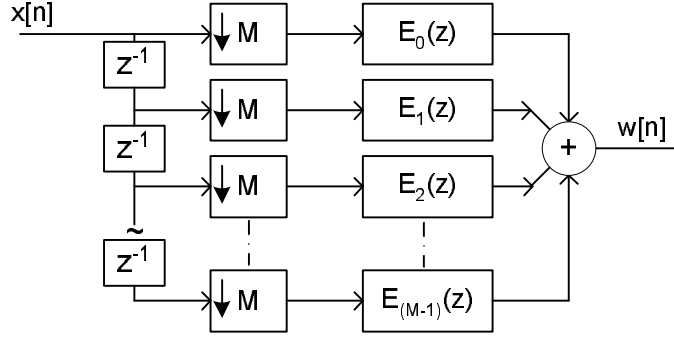 x[n]
↓ M
E₀(z)
z⁻¹
↓ M
E₁(z)
w[n]
+
z⁻¹
↓ M
E₂(z)
~
z⁻¹
↓ M
E₍M-1₎(z)